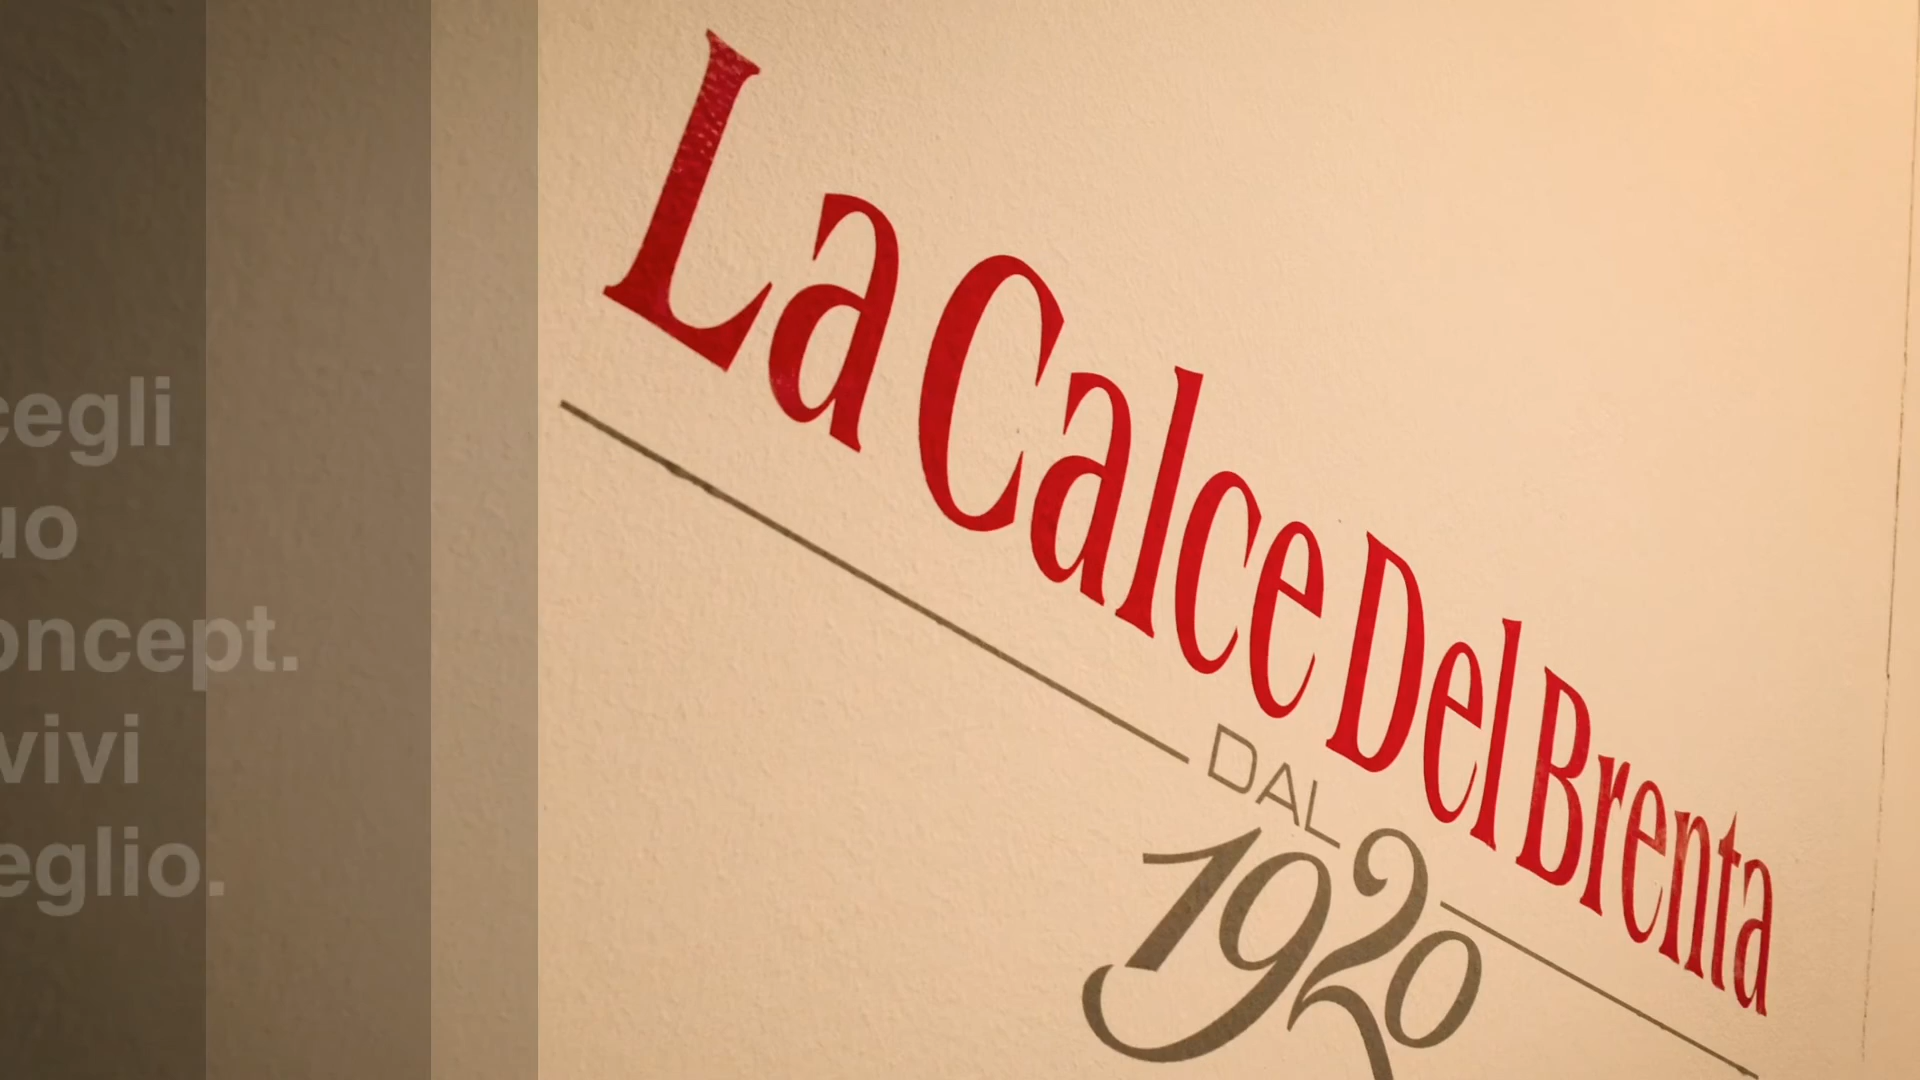 La Calce Del Brenta
DAL
1920
cegli
uo
oncept.
vivi
eglio.